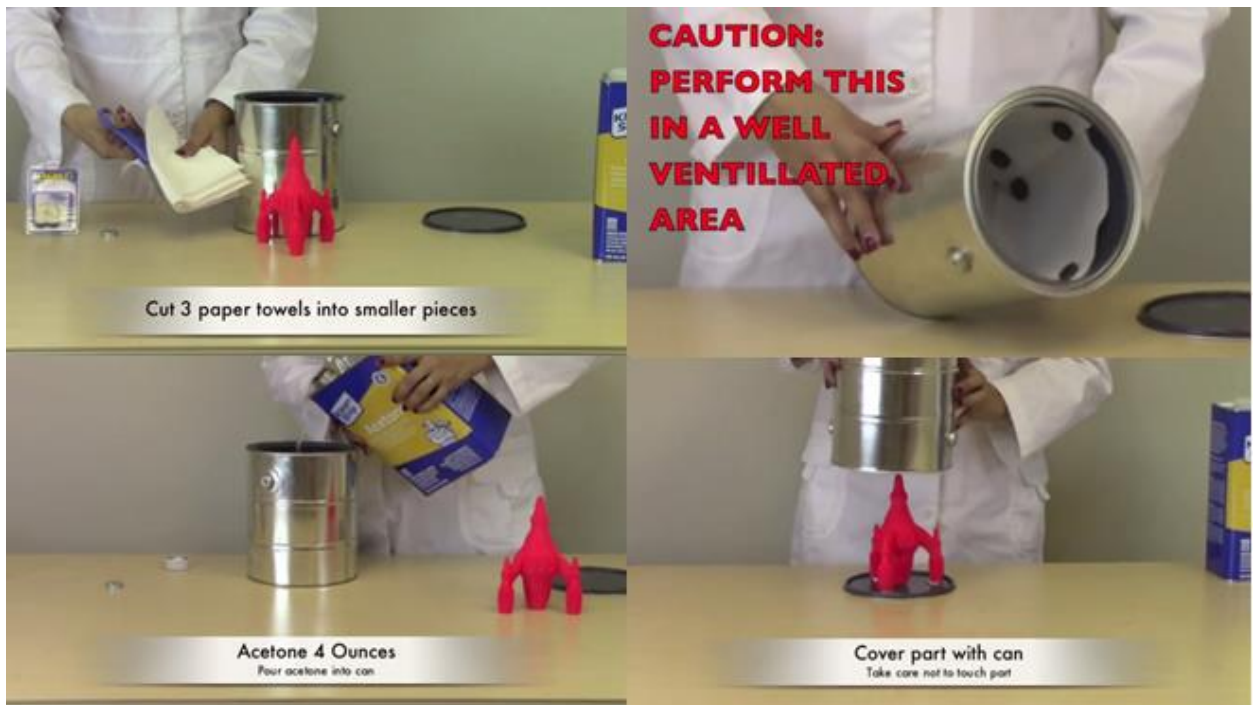 Cut 3 paper towels into smaller pieces
CAUTION:
PERFORM THIS
IN A WELL
VENTILLATED
AREA
Acetone
Acetone 4 Ounces
Pour acetone into can
Cover part with can
Take care not to touch part